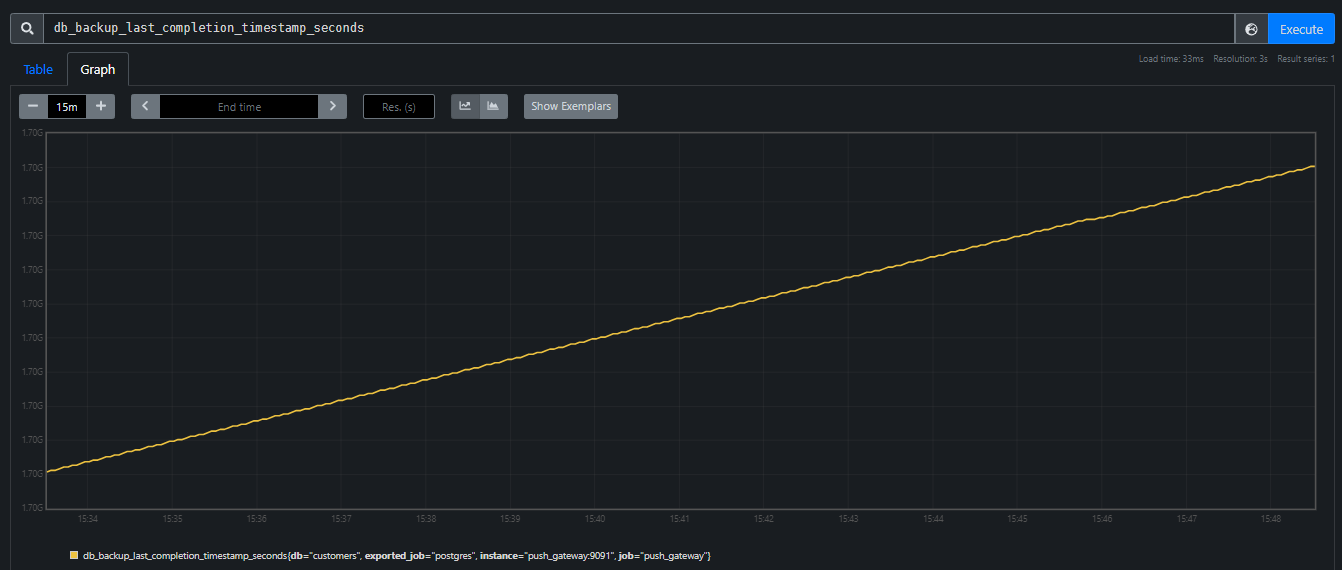 db_backup_last_completion_timestamp_seconds
Execute
Table Graph
Load time: 33ms Resolution: 3s Result series: 1
15m End time Res. (s) Show Exemplars
1.70G
1.70G
1.70G
1.70G
1.70G
1.70G
1.70G
1.70G
1.70G
1.70G
1.70G
1.70G
15:34 15:35 15:36 15:37 15:38 15:39 15:40 15:41 15:42 15:43 15:44 15:45 15:46 15:47 15:48
db_backup_last_completion_timestamp_seconds{db="customers", exported_job="postgres", instance="push_gateway:9091", job="push_gateway"}